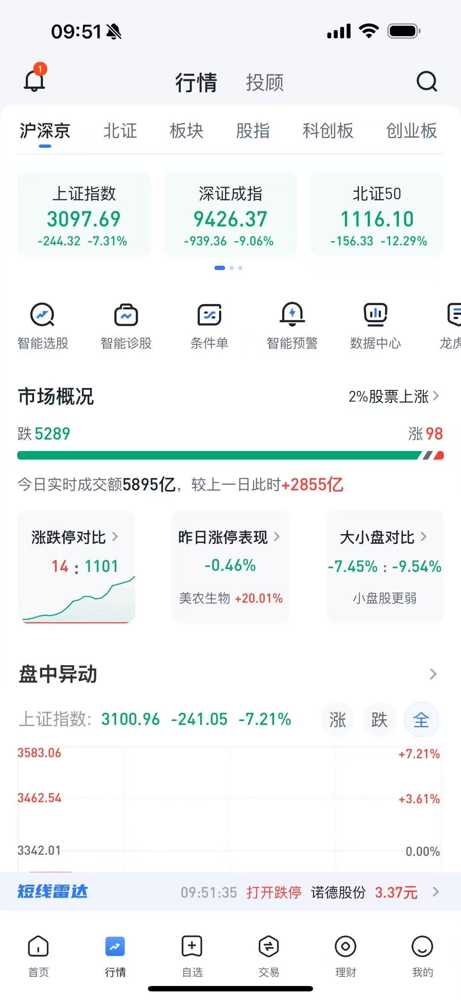 09:51
1
行情 投顾
沪深京 北证 板块 股指 科创板 创业板
上证指数 深证成指 北证50
3097.69 9426.37 1116.10
-244.32 -7.31% -939.36 -9.06% -156.33 -12.29%
智能选股 智能诊股 条件单 智能预警 数据中心 龙虎
市场概况 2%股票上涨
跌 5289 涨 98
今日实时成交额5895亿，较上一日此时+2855亿
涨跌停对比 昨日涨停表现 大小盘对比
14 : 1101 -0.46% -7.45% : -9.54%
美农生物 +20.01% 小盘股更弱
盘中异动
上证指数: 3100.96 -241.05 -7.21% 涨 跌 全
3583.06 +7.21%
3462.54 +3.61%
3342.01 0.00%
短线雷达 09:51:35 打开跌停 诺德股份 3.37元
首页 行情 自选 交易 理财 我的